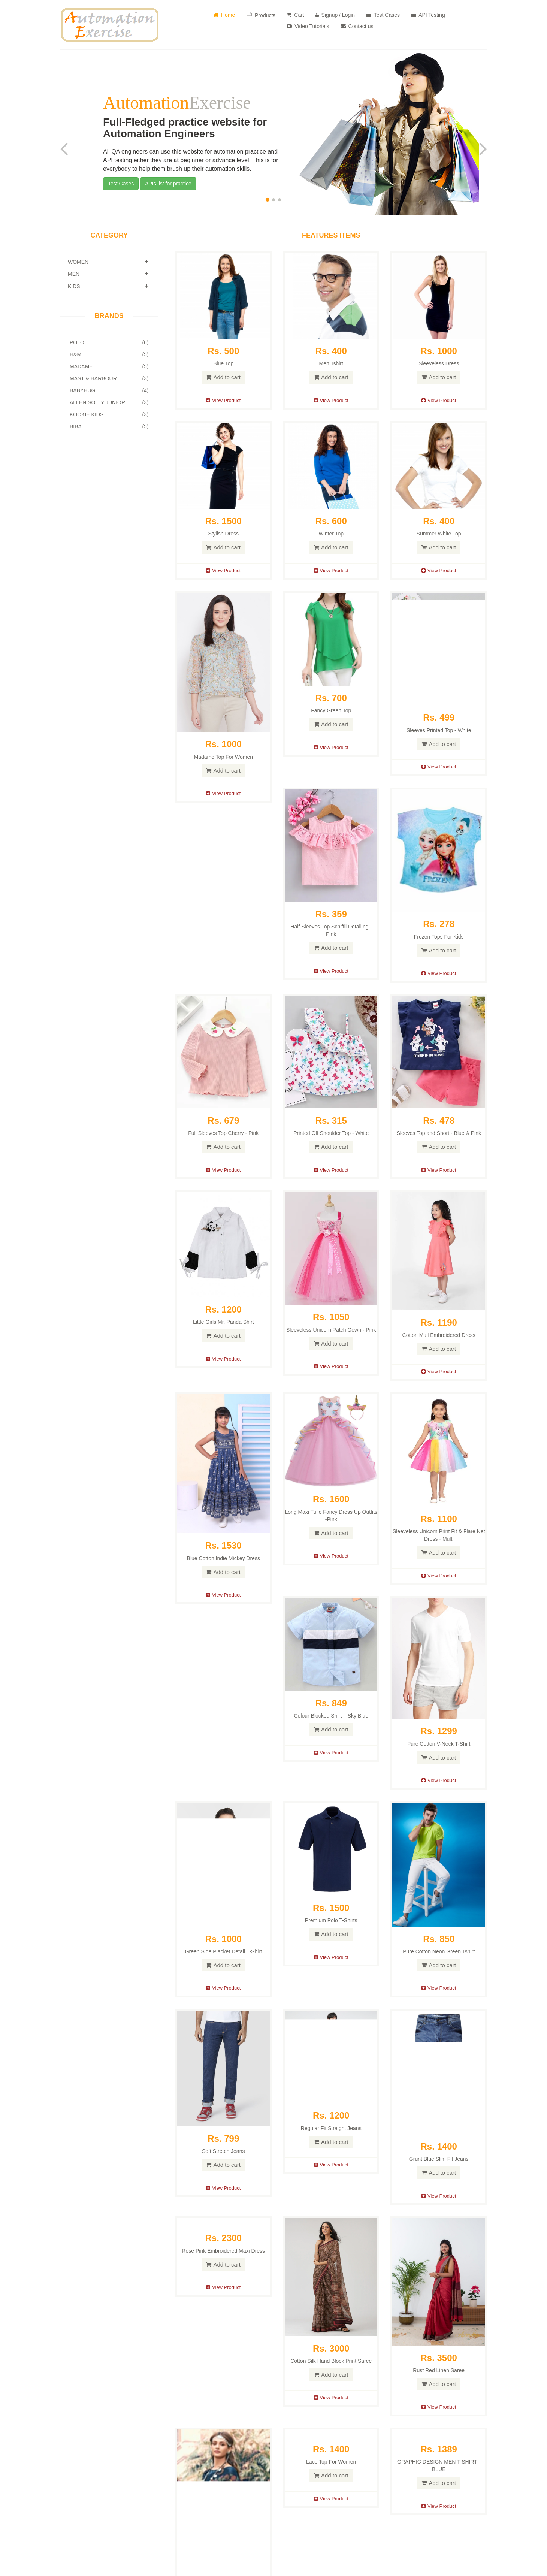 Automation
Exercise
Home
Products
Cart
Signup / Login
Test Cases
API Testing
Video Tutorials
Contact us
AutomationExercise
Full-Fledged practice website for
Automation Engineers
All QA engineers can use this website for automation practice and
API testing either they are at beginner or advance level. This is for
everybody to help them brush up their automation skills.
Test Cases
APIs list for practice
CATEGORY
WOMEN
MEN
KIDS
BRANDS
POLO (6)
H&M (5)
MADAME (5)
MAST & HARBOUR (3)
BABYHUG (4)
ALLEN SOLLY JUNIOR (3)
KOOKIE KIDS (3)
BIBA (5)
FEATURES ITEMS
Rs. 500
Blue Top
Add to cart
View Product
Rs. 400
Men Tshirt
Add to cart
View Product
Rs. 1000
Sleeveless Dress
Add to cart
View Product
Rs. 1500
Stylish Dress
Add to cart
View Product
Rs. 600
Winter Top
Add to cart
View Product
Rs. 400
Summer White Top
Add to cart
View Product
Rs. 1000
Madame Top For Women
Add to cart
View Product
Rs. 700
Fancy Green Top
Add to cart
View Product
Rs. 499
Sleeves Printed Top - White
Add to cart
View Product
Rs. 359
Half Sleeves Top Schiffli Detailing -
Pink
Add to cart
View Product
FROZEN
Rs. 278
Frozen Tops For Kids
Add to cart
View Product
Rs. 679
Full Sleeves Top Cherry - Pink
Add to cart
View Product
Rs. 315
Printed Off Shoulder Top - White
Add to cart
View Product
Rs. 478
Sleeves Top and Short - Blue & Pink
Add to cart
View Product
Rs. 1200
Little Girls Mr. Panda Shirt
Add to cart
View Product
Rs. 1050
Sleeveless Unicorn Patch Gown - Pink
Add to cart
View Product
Rs. 1190
Cotton Mull Embroidered Dress
Add to cart
View Product
Rs. 1530
Blue Cotton Indie Mickey Dress
Add to cart
View Product
Rs. 1600
Long Maxi Tulle Fancy Dress Up Outfits
-Pink
Add to cart
View Product
Rs. 1100
Sleeveless Unicorn Print Fit & Flare Net
Dress - Multi
Add to cart
View Product
Rs. 849
Colour Blocked Shirt – Sky Blue
Add to cart
View Product
Rs. 1299
Pure Cotton V-Neck T-Shirt
Add to cart
View Product
Rs. 1000
Green Side Placket Detail T-Shirt
Add to cart
View Product
Rs. 1500
Premium Polo T-Shirts
Add to cart
View Product
Rs. 850
Pure Cotton Neon Green Tshirt
Add to cart
View Product
Rs. 799
Soft Stretch Jeans
Add to cart
View Product
Rs. 1200
Regular Fit Straight Jeans
Add to cart
View Product
Rs. 1400
Grunt Blue Slim Fit Jeans
Add to cart
View Product
Rs. 2300
Rose Pink Embroidered Maxi Dress
Add to cart
View Product
Rs. 3000
Cotton Silk Hand Block Print Saree
Add to cart
View Product
Rs. 3500
Rust Red Linen Saree
Add to cart
View Product
Rs. 1400
Lace Top For Women
Add to cart
View Product
Rs. 1389
GRAPHIC DESIGN MEN T SHIRT -
BLUE
Add to cart
View Product